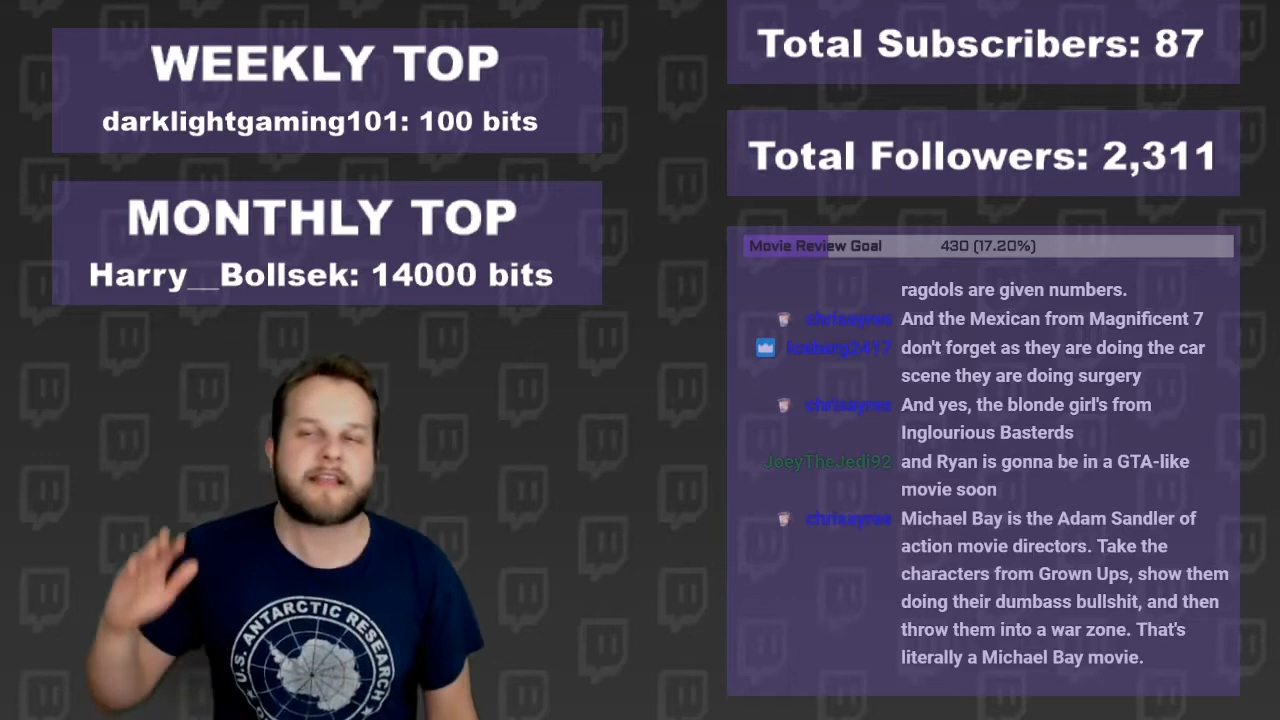 WEEKLY TOP
darklightgaming101: 100 bits
MONTHLY TOP
Harry__Bollsek: 14000 bits
Total Subscribers: 87
Total Followers: 2,311
Movie Review Goal 430 (17.20%)
ragdols are given numbers.
chrisayree And the Mexican from Magnificent 7
don't forget as they are doing the car
scene they are doing surgery
chrisayree And yes, the blonde girl's from
Inglourious Basterds
JoeyTheJedi92 and Ryan is gonna be in a GTA-like
movie soon
chrisayree Michael Bay is the Adam Sandler of
action movie directors. Take the
characters from Grown Ups, show them
doing their dumbass bullshit, and then
throw them into a war zone. That's
literally a Michael Bay movie.
U.S. ANTARCTIC RESEARCH